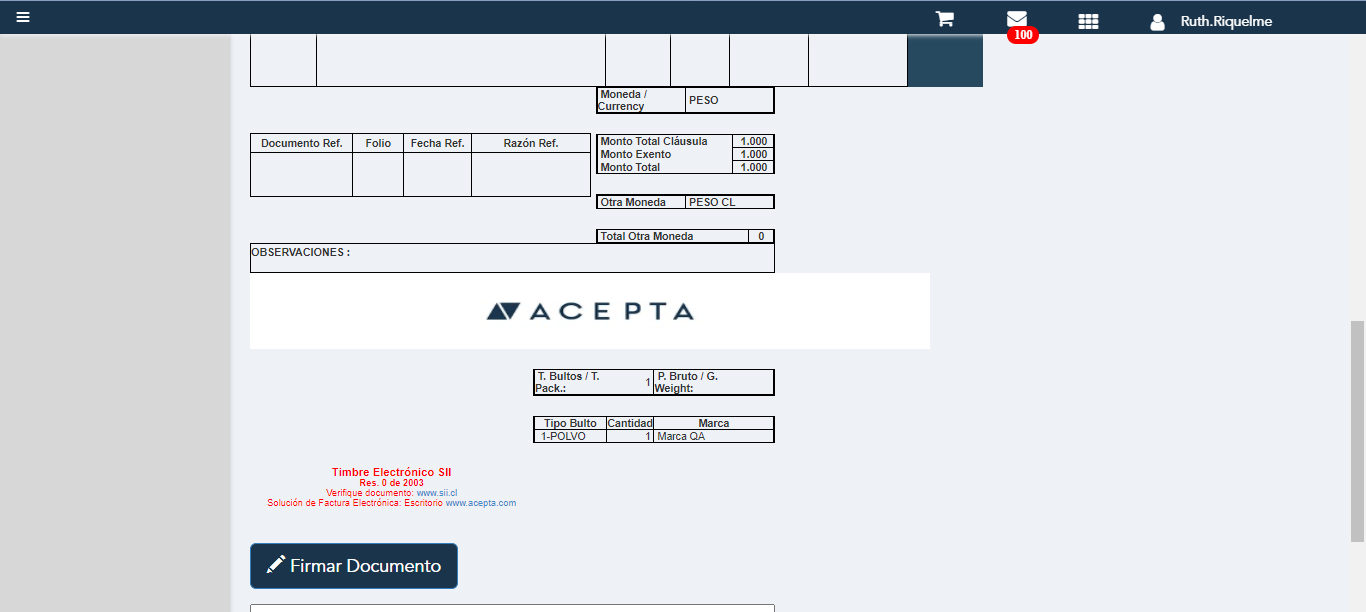 Ruth.Riquelme
100
Moneda /
Currency
PESO
Documento Ref. Folio Fecha Ref. Razón Ref.
Monto Total Cláusula 1.000
Monto Exento 1.000
Monto Total 1.000
Otra Moneda PESO CL
Total Otra Moneda 0
OBSERVACIONES :
ACEPTA
T. Bultos / T.
Pack.:
1
P. Bruto / G.
Weight:
Tipo Bulto Cantidad Marca
1-POLVO 1 Marca QA
Timbre Electrónico SII
Res. 0 de 2003
Verifique documento: www.sii.cl
Solución de Factura Electrónica: Escritorio www.acepta.com
Firmar Documento